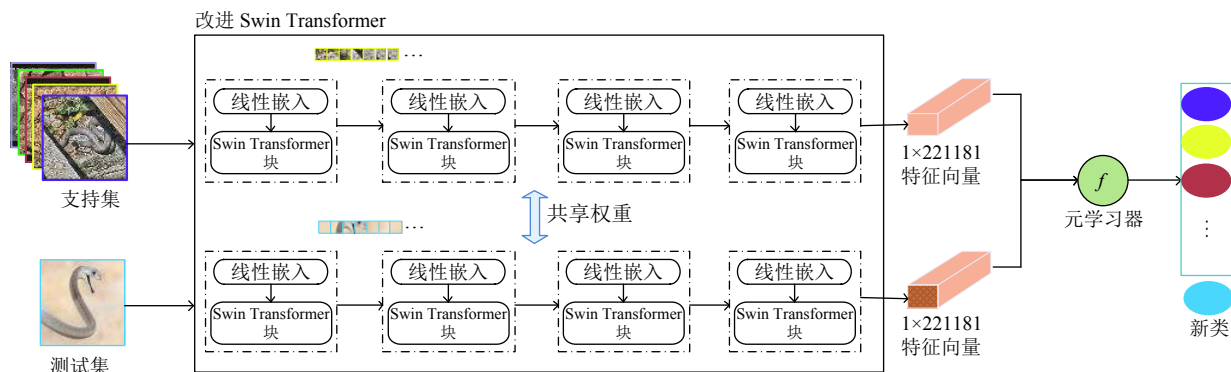 改进 Swin Transformer
...
线性嵌入
线性嵌入
线性嵌入
线性嵌入
Swin Transformer
块
Swin Transformer
块
Swin Transformer
块
Swin Transformer
块
支持集
1×221181
特征向量
共享权重
...
f
元学习器
⋮
线性嵌入
线性嵌入
线性嵌入
线性嵌入
Swin Transformer
块
Swin Transformer
块
Swin Transformer
块
Swin Transformer
块
测试集
1×221181
特征向量
新类